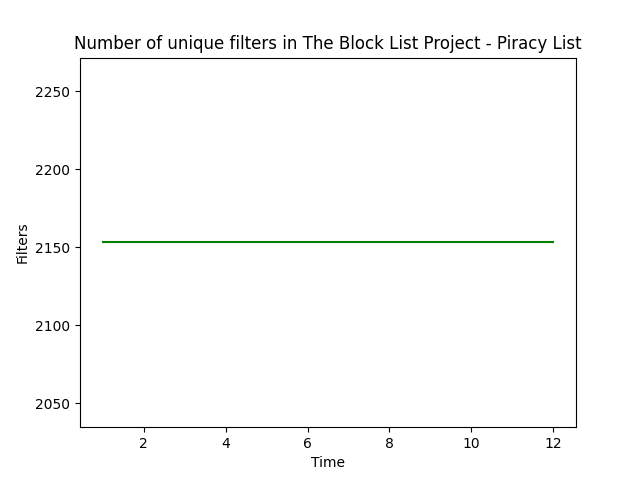 Number of unique filters in The Block List Project - Piracy List
2250
2200
2150
2100
2050
Filters
2 4 6 8 10 12
Time